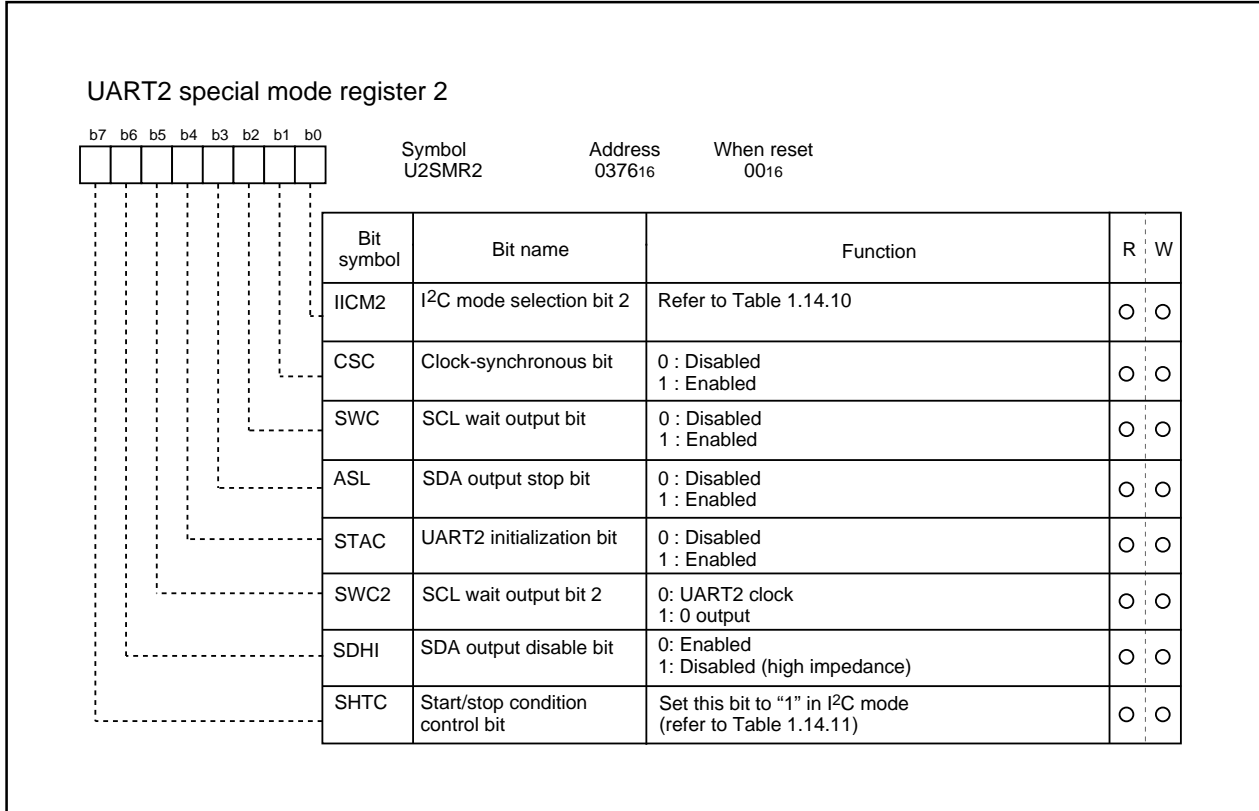 UART2 special mode register 2
b7 b6 b5 b4 b3 b2 b1 b0
Symbol Address When reset
U2SMR2 037616 0016
Bit symbol Bit name Function R W
IICM2 I2C mode selection bit 2 Refer to Table 1.14.10 O O
CSC Clock-synchronous bit 0 : Disabled
1 : Enabled O O
SWC SCL wait output bit 0 : Disabled
1 : Enabled O O
ASL SDA output stop bit 0 : Disabled
1 : Enabled O O
STAC UART2 initialization bit 0 : Disabled
1 : Enabled O O
SWC2 SCL wait output bit 2 0: UART2 clock
1: 0 output O O
SDHI SDA output disable bit 0: Enabled
1: Disabled (high impedance) O O
SHTC Start/stop condition control bit Set this bit to “1” in I2C mode
(refer to Table 1.14.11) O O